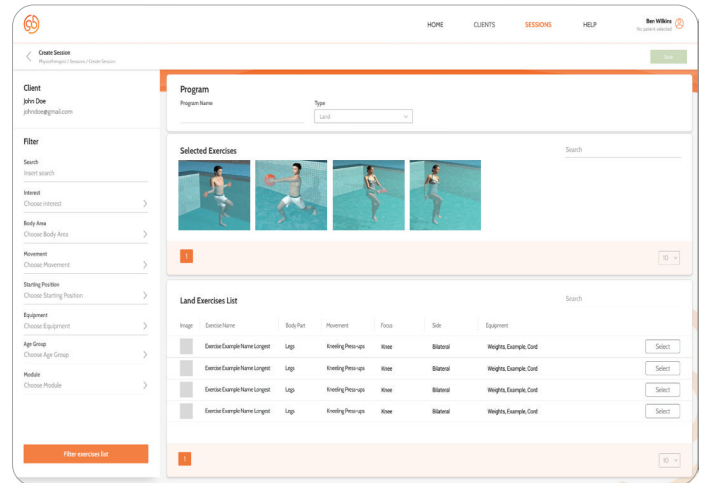 HOME
CLIENTS
SESSIONS
HELP
Ben Wilkins
No patient selected
Create Session
Physiotherapist / Sessions / Create Session
Save
Client
John Doe
johndoe@gmail.com
Filter
Search
Insert search
Interest
Choose interest
Body Area
Choose Body Area
Movement
Choose Movement
Starting Position
Choose Starting Position
Equipment
Choose Equipment
Age Group
Choose Age Group
Module
Choose Module
Filter exercises list
Program
Program Name
Type
Land
Selected Exercises
Search
1
10
Land Exercises List
Search
Image Exercise Name Body Part Movement Focus Side Equipment
Exercise Example Name Longest Legs Kneeling Press-ups Knee Bilateral Weights, Example, Cord Select
Exercise Example Name Longest Legs Kneeling Press-ups Knee Bilateral Weights, Example, Cord Select
Exercise Example Name Longest Legs Kneeling Press-ups Knee Bilateral Weights, Example, Cord Select
Exercise Example Name Longest Legs Kneeling Press-ups Knee Bilateral Weights, Example, Cord Select
1
10